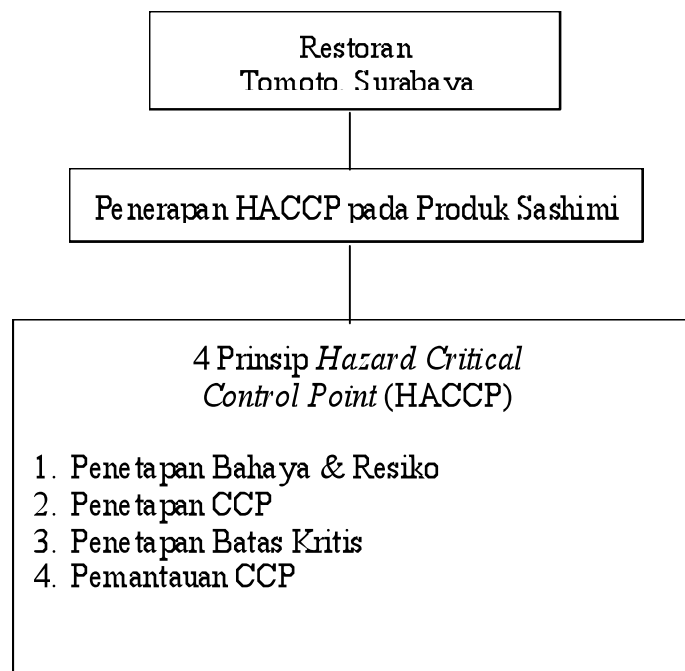 Restoran
Tomoto, Surabaya
Penerapan HACCP pada Produk Sashimi
4 Prinsip Hazard Critical
Control Point (HACCP)
1. Penetapan Bahaya & Resiko
2. Penetapan CCP
3. Penetapan Batas Kritis
4. Pemantauan CCP